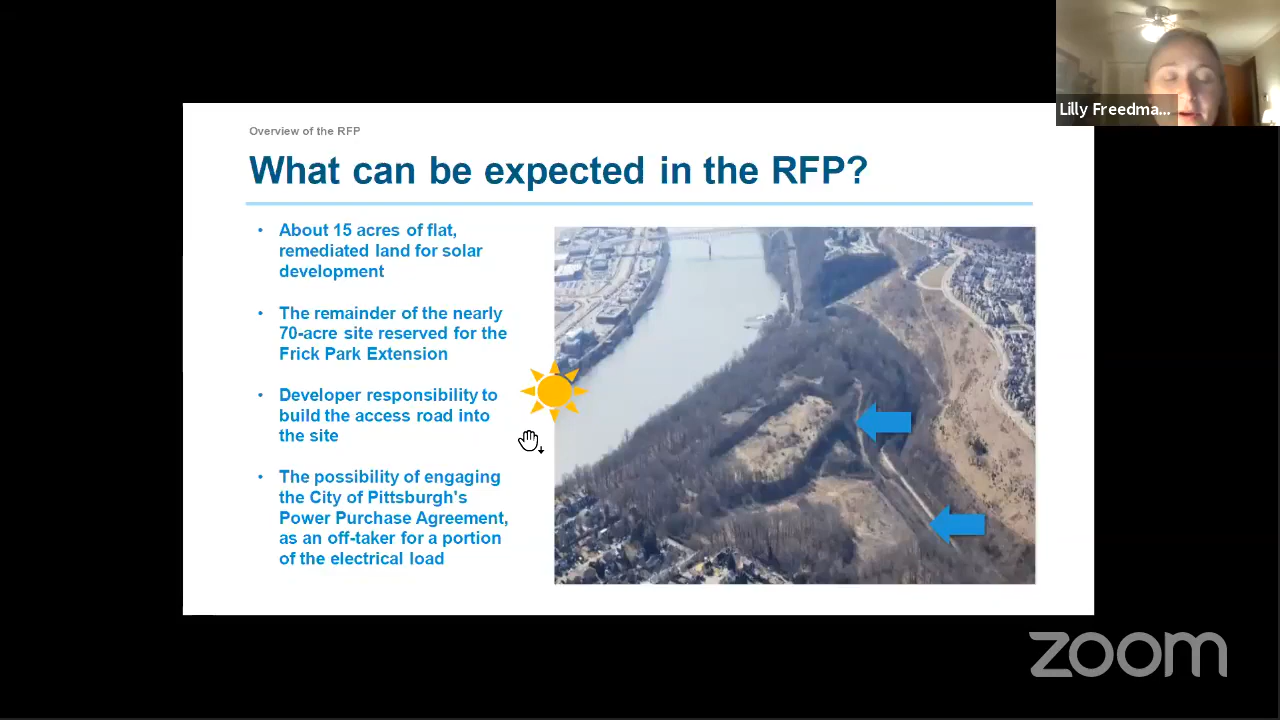 Lilly Freedma...
Overview of the RFP
What can be expected in the RFP?
• About 15 acres of flat,
remediated land for solar
development
• The remainder of the nearly
70-acre site reserved for the
Frick Park Extension
• Developer responsibility to
build the access road into
the site
• The possibility of engaging
the City of Pittsburgh's
Power Purchase Agreement,
as an off-taker for a portion
of the electrical load
zoom